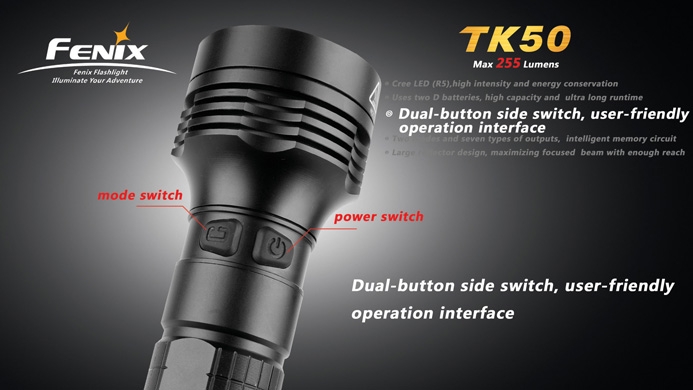 FENIX
Fenix Flashlight
Illuminate Your Adventure
TK50
Max 255 Lumens
Cree LED (R5),high intensity and energy conservation
Uses two D batteries, high capacity and ultra long runtime
Dual-button side switch, user-friendly
operation interface
and seven types of outputs, intelligent memory circuit
Large design, maximizing focused beam with enough reach
mode switch
power switch
Dual-button side switch, user-friendly
operation interface